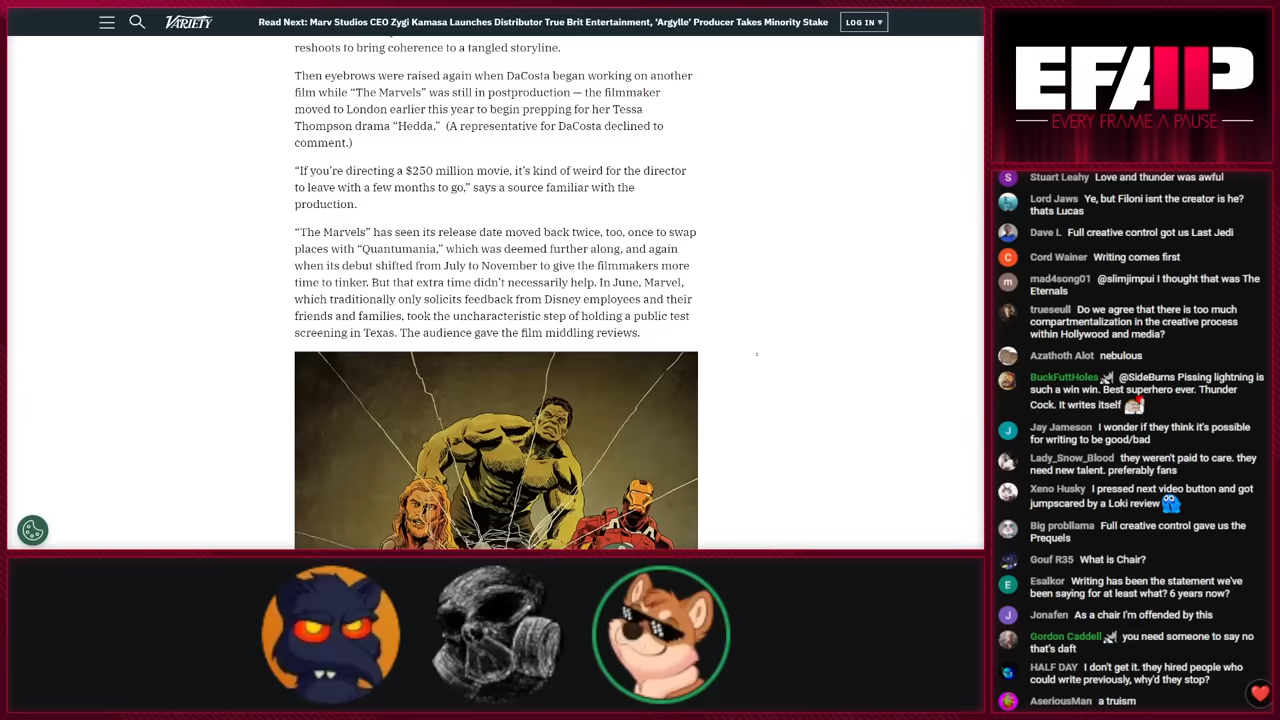 VARIETY
Read Next: Marv Studios CEO Zygi Kamasa Launches Distributor True Brit Entertainment, ‘Argylle’ Producer Takes Minority Stake
LOG IN ▾
reshoots to bring coherence to a tangled storyline.
Then eyebrows were raised again when DaCosta began working on another
film while “The Marvels” was still in postproduction — the filmmaker
moved to London earlier this year to begin prepping for her Tessa
Thompson drama “Hedda.” (A representative for DaCosta declined to
comment.)
“If you’re directing a $250 million movie, it’s kind of weird for the director
to leave with a few months to go,” says a source familiar with the
production.
“The Marvels” has seen its release date moved back twice, too, once to swap
places with “Quantumania,” which was deemed further along, and again
when its debut shifted from July to November to give the filmmakers more
time to tinker. But that extra time didn’t necessarily help. In June, Marvel,
which traditionally only solicits feedback from Disney employees and their
friends and families, took the uncharacteristic step of holding a public test
screening in Texas. The audience gave the film middling reviews.
EFAP
EVERY FRAME A PAUSE
S Stuart Leahy Love and thunder was awful
Lord Jaws Ye, but Filoni isnt the creator is he?
thats Lucas
Dave L Full creative control got us Last Jedi
C Cord Wainer Writing comes first
m mad4song01 @slimjimpui I thought that was The
Eternals
trueseull Do we agree that there is too much
compartmentalization in the creative process
within Hollywood and media?
Azathoth Alot nebulous
BuckFuttHoles @SideBurns Pissing lightning is
such a win win. Best superhero ever. Thunder
Cock. It writes itself
J Jay Jameson I wonder if they think it's possible
for writing to be good/bad
Lady_Snow_Blood they weren't paid to care. they
need new talent. preferably fans
Xeno Husky I pressed next video button and got
jumpscared by a Loki review
Big probllama Full creative control gave us the
Prequels
Gouf R35 What is Chair?
E Esalkor Writing has been the statement we've
been saying for at least what? 6 years now?
J Jonafen As a chair I'm offended by this
Gordon Caddell you need someone to say no
that's daft
HALF DAY I don't get it. they hired people who
could write previously, why'd they stop?
AseriousMan a truism